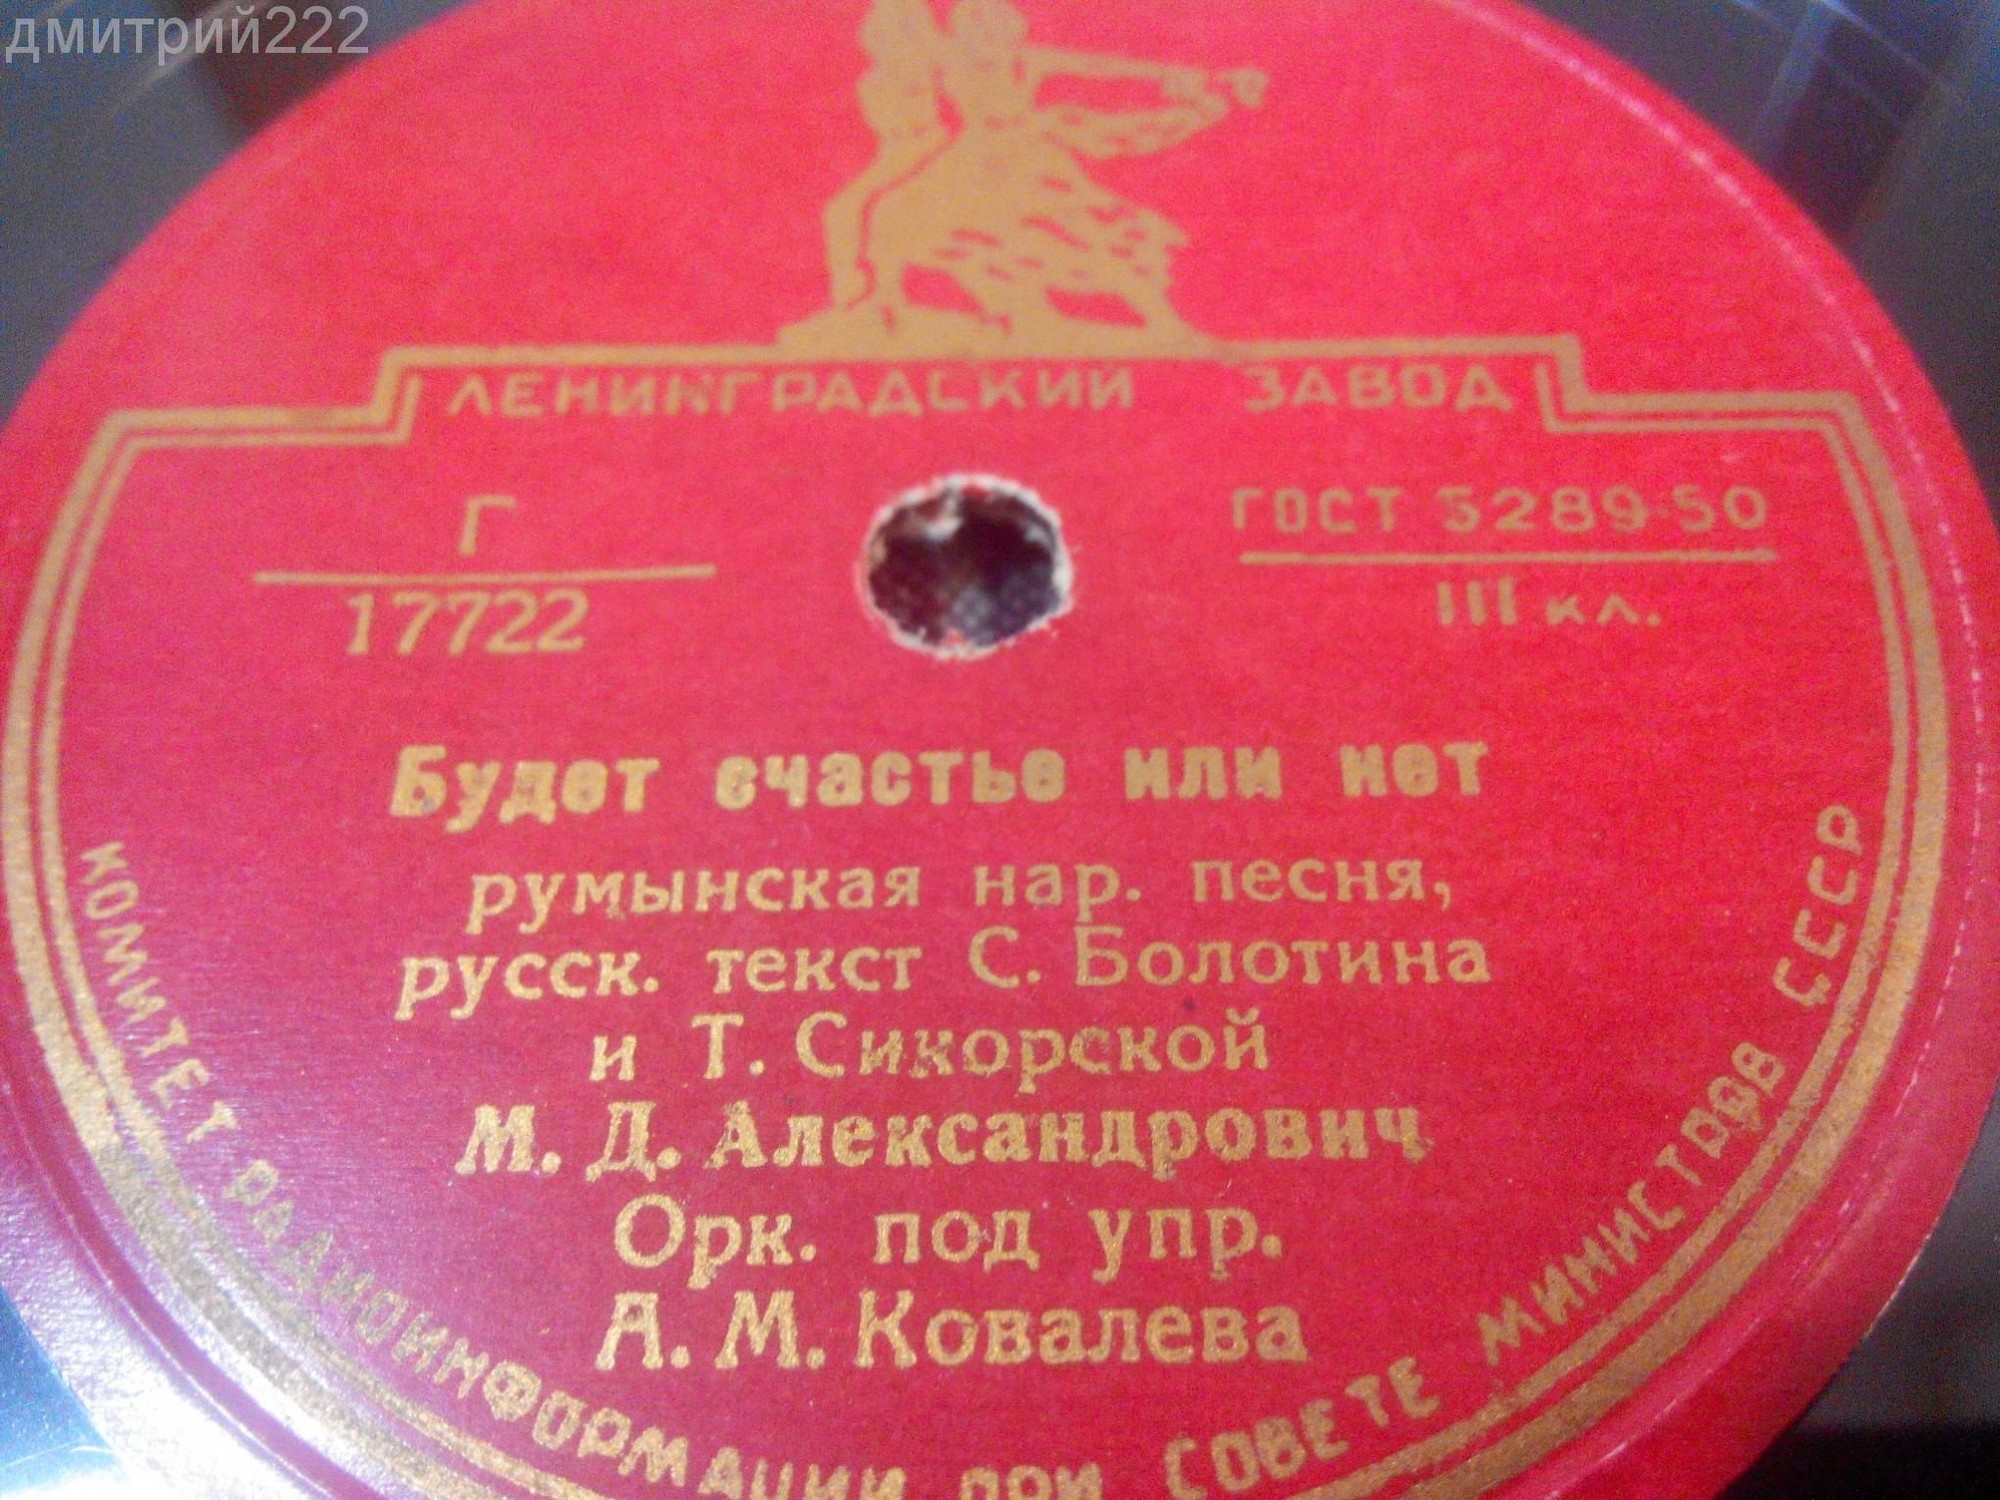 дмитрий222
ЛЕНИНГРАДСКИЙ ЗАВОД
Г
17722
ГОСТ 5289-50
III кл.
Будет счастье или нет
румынская нар. песня,
русск. текст С. Болотина
и Т. Сикорской
М. Д. Александрович
Орк. под упр.
А. М. Ковалева
КОМИТЕТ РАДИОИНФОРМАЦИИ ПРИ СОВЕТЕ МИНИСТРОВ СССР